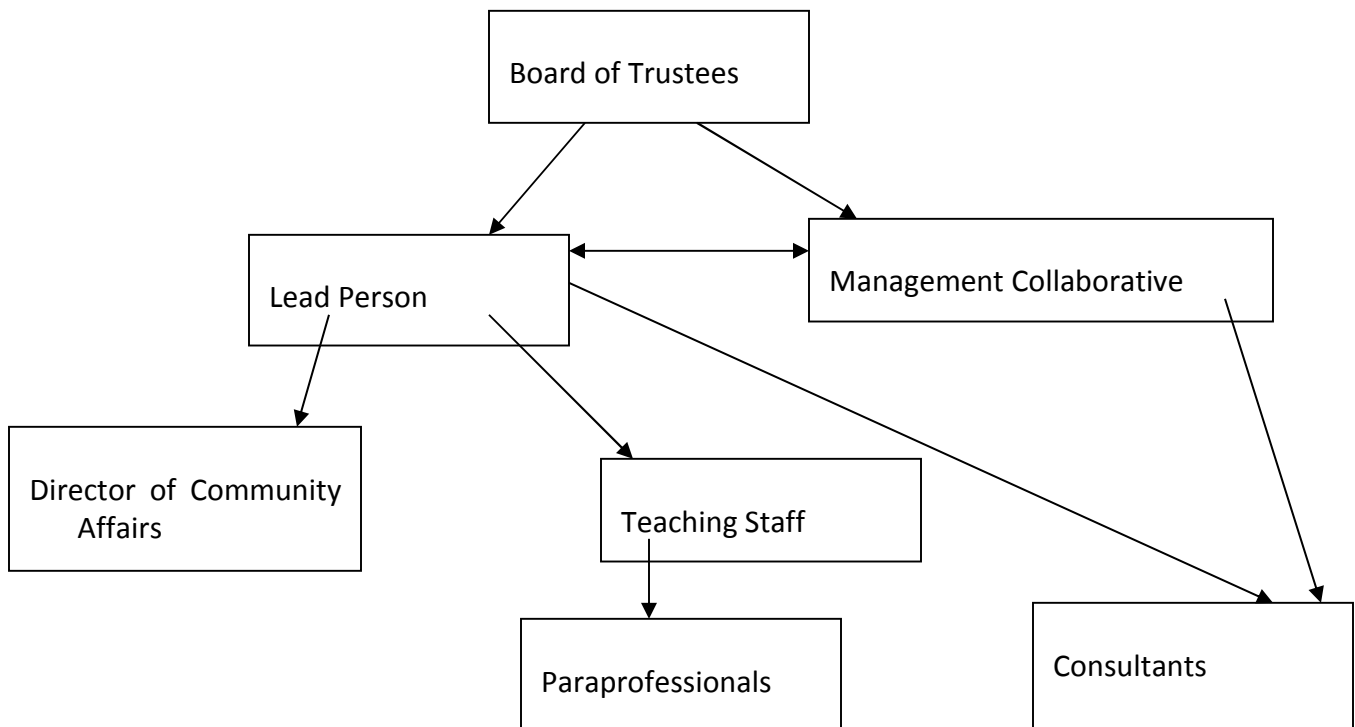 Board of Trustees
Lead Person
Management Collaborative
Director of Community
Affairs
Teaching Staff
Paraprofessionals
Consultants